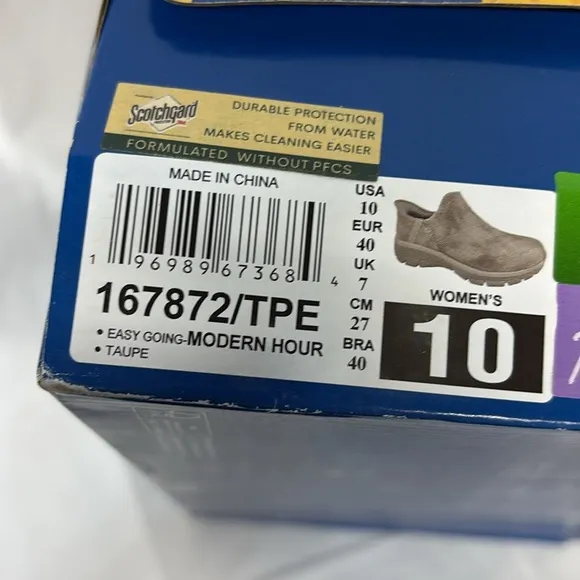 Scotchgard
DURABLE PROTECTION
FROM WATER
MAKES CLEANING EASIER
FORMULATED WITHOUT PFCS
MADE IN CHINA
1 96989 67368 4
167872/TPE
• EASY GOING-MODERN HOUR
• TAUPE
USA
10
EUR
40
UK
7
CM
27
BRA
40
WOMEN'S
10